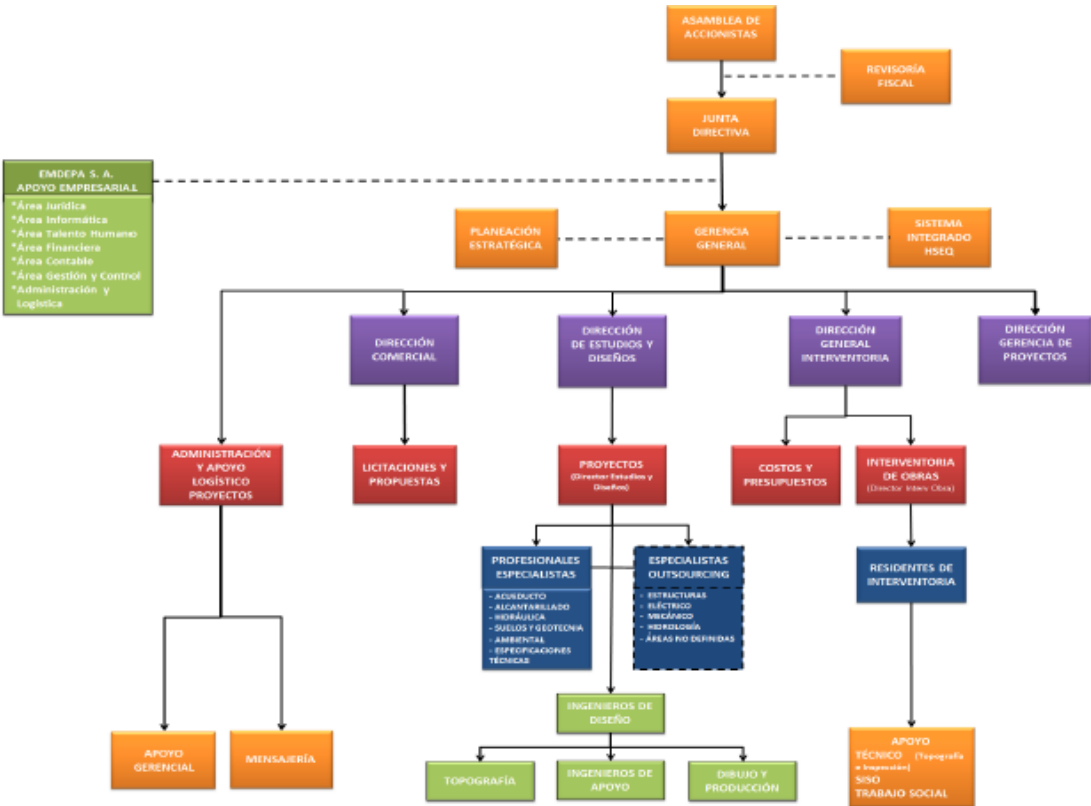 ASAMBLEA DE
ACCIONISTAS
REVISORÍA
FISCAL
JUNTA
DIRECTIVA
EMDEPA S. A.
APOYO EMPRESARIAL
*Área Jurídica
*Área Informática
*Área Talento Humano
*Área Financiera
*Área Contable
*Área Gestión y Control
*Administración y
Logística
PLANEACIÓN
ESTRATÉGICA
GERENCIA
GENERAL
SISTEMA
INTEGRADO
HSEQ
DIRECCIÓN
COMERCIAL
DIRECCIÓN
DE ESTUDIOS Y
DISEÑOS
DIRECCIÓN
GENERAL
INTERVENTORIA
DIRECCIÓN
GERENCIA DE
PROYECTOS
ADMINISTRACIÓN
Y APOYO
LOGÍSTICO
PROYECTOS
LICITACIONES Y
PROPUESTAS
PROYECTOS
(Director Estudios y
Diseños)
COSTOS Y
PRESUPUESTOS
INTERVENTORIA
DE OBRAS
(Director Interv Obra)
PROFESIONALES
ESPECIALISTAS
- ACUEDUCTO
- ALCANTARILLADO
- HIDRÁULICA
- SUELOS Y GEOTECNIA
- AMBIENTAL
- ESPECIFICACIONES
TÉCNICAS
ESPECIALISTAS
OUTSOURCING
- ESTRUCTURAS
- ELÉCTRICO
- MECÁNICO
- HIDROLOGÍA
- ÁREAS NO DEFINIDAS
RESIDENTES DE
INTERVENTORIA
INGENIEROS DE
DISEÑO
APOYO
GERENCIAL
MENSAJERÍA
TOPOGRAFÍA
INGENIEROS DE
APOYO
DIBUJO Y
PRODUCCIÓN
APOYO
TÉCNICO (Topografía
e Inspección)
SISO
TRABAJO SOCIAL